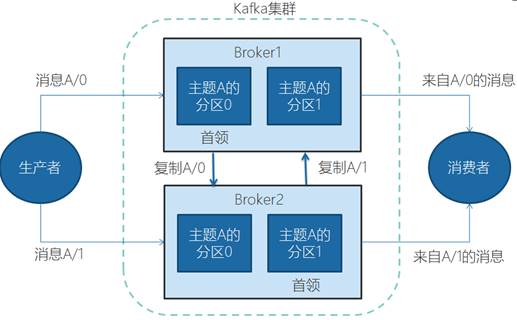 Kafka集群
Broker1
消息A/0
主题A的
分区0
主题A的
分区1
来自A/0的消息
首领
生产者
复制A/0
复制A/1
消费者
Broker2
主题A的
分区0
主题A的
分区1
消息A/1
来自A/1的消息
首领